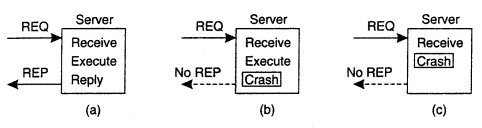 Server Server Server
REQ REQ REQ
Receive Receive Receive
Execute Execute Crash
REP Reply No REP Crash No REP
(a) (b) (c)